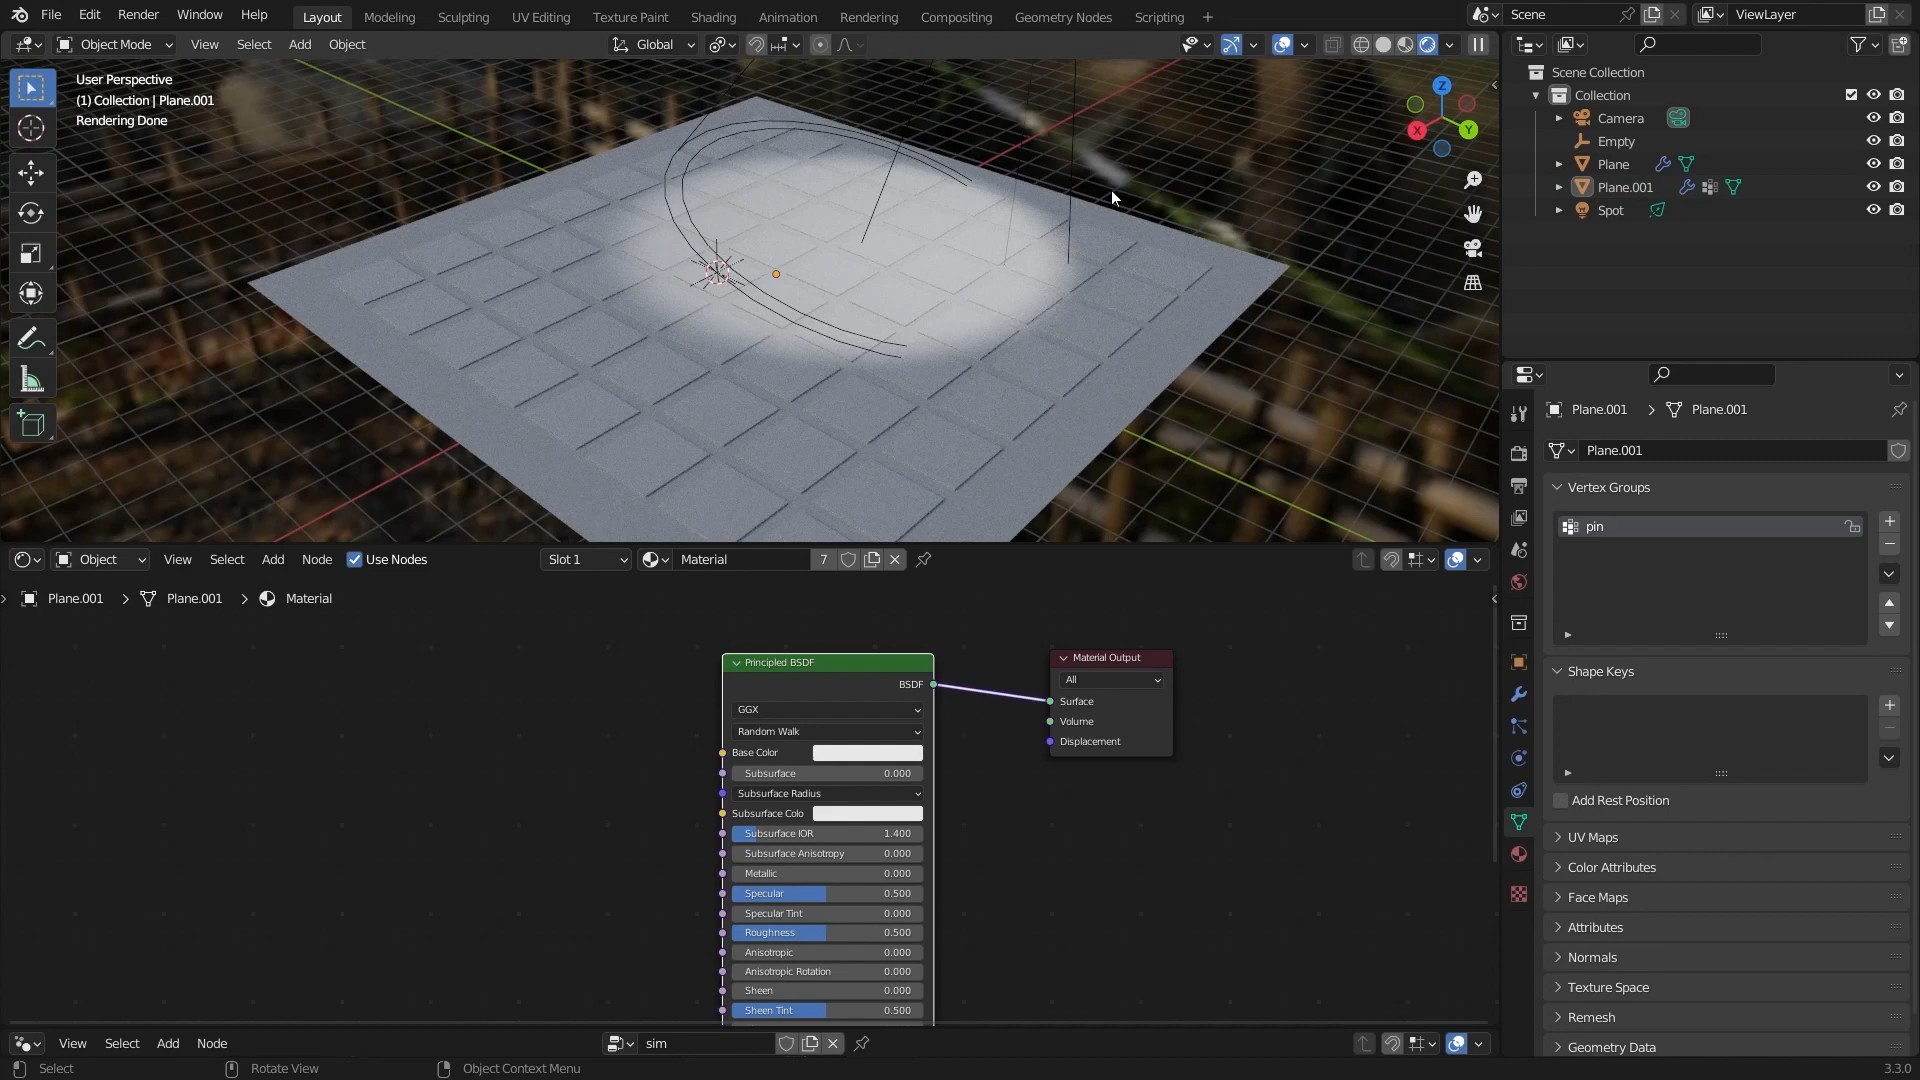 File Edit Render Window Help Layout Modeling Sculpting UV Editing Texture Paint Shading Animation Rendering Compositing Geometry Nodes Scripting + Scene ViewLayer
Object Mode View Select Add Object Global
User Perspective
(1) Collection | Plane.001
Rendering Done
Z
X Y
Scene Collection
Collection
Camera
Empty
Plane
Plane.001
Spot
Plane.001 > Plane.001
Plane.001
Vertex Groups
pin
Shape Keys
Add Rest Position
UV Maps
Color Attributes
Face Maps
Attributes
Normals
Texture Space
Remesh
Geometry Data
Object View Select Add Node Use Nodes Slot 1 Material 7
Plane.001 > Plane.001 > Material
Principled BSDF
BSDF
GGX
Random Walk
Base Color
Subsurface 0.000
Subsurface Radius
Subsurface Colo
Subsurface IOR 1.400
Subsurface Anisotropy 0.000
Metallic 0.000
Specular 0.500
Specular Tint 0.000
Roughness 0.500
Anisotropic 0.000
Anisotropic Rotation 0.000
Sheen 0.000
Sheen Tint 0.500
Material Output
All
Surface
Volume
Displacement
View Select Add Node sim
Select Rotate View Object Context Menu 3.3.0